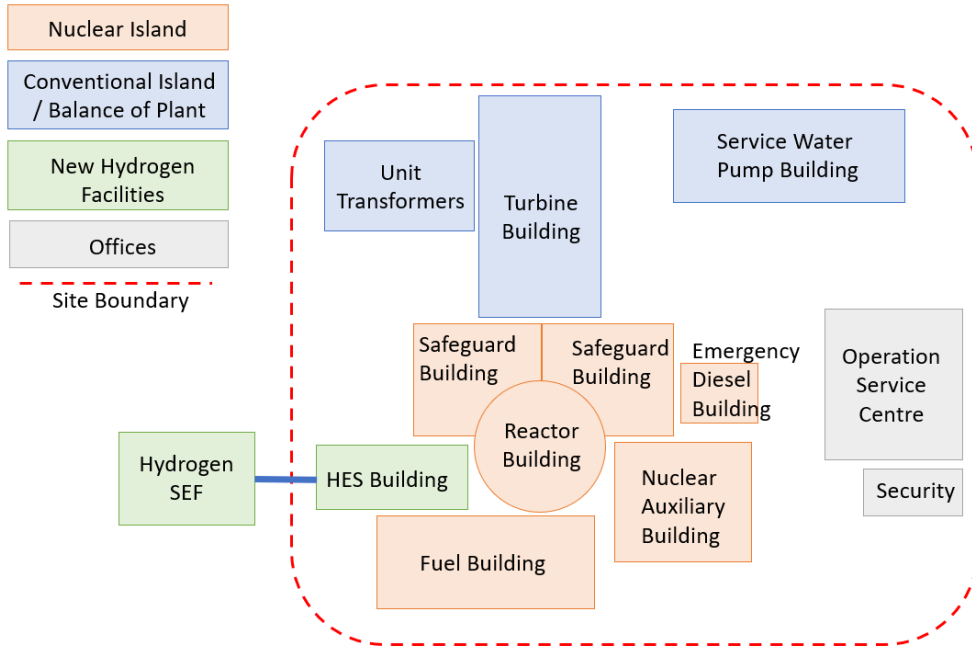 Nuclear Island
Conventional Island
/ Balance of Plant
New Hydrogen
Facilities
Offices
Site Boundary
Unit
Transformers
Turbine
Building
Service Water
Pump Building
Safeguard
Building
Safeguard
Building
Emergency
Diesel
Building
Operation
Service
Centre
Reactor
Building
Hydrogen
SEF
HES Building
Nuclear
Auxiliary
Building
Security
Fuel Building